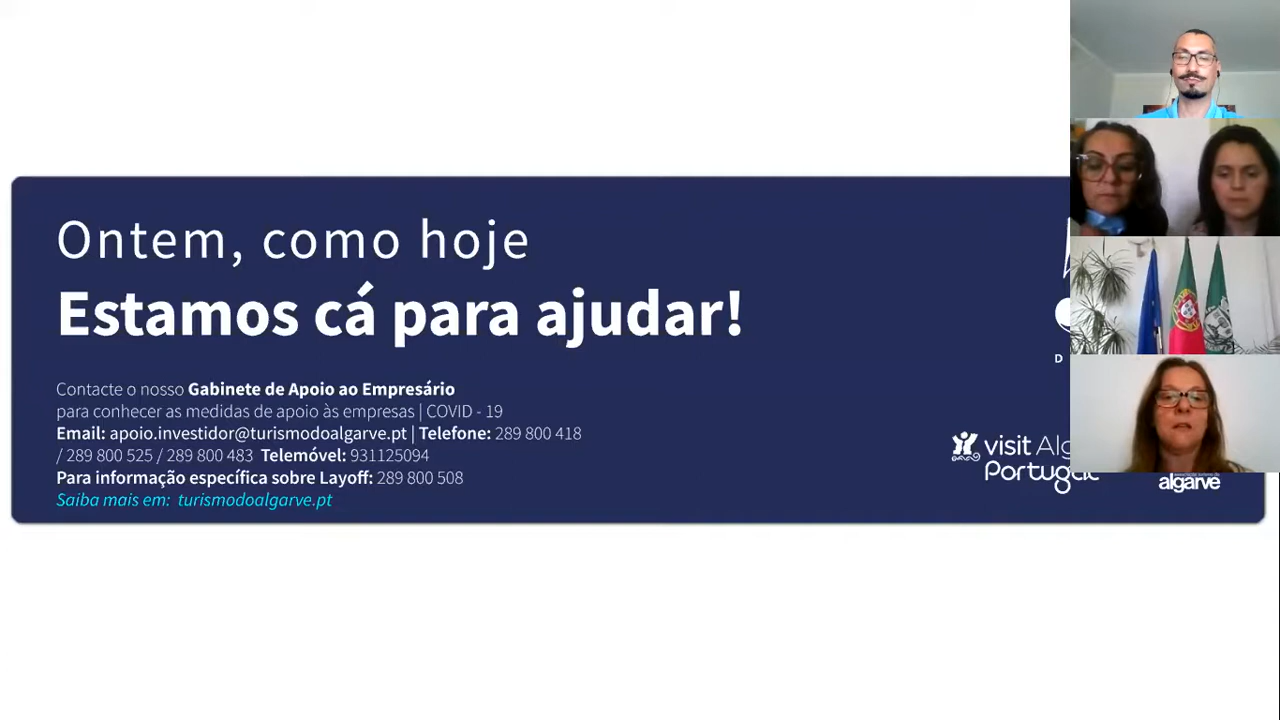 Ontem, como hoje
Estamos cá para ajudar!
Contacte o nosso Gabinete de Apoio ao Empresário
para conhecer as medidas de apoio às empresas | COVID - 19
Email: apoio.investidor@turismodoalgarve.pt | Telefone: 289 800 418
/ 289 800 525 / 289 800 483 Telemóvel: 931125094
Para informação específica sobre Layoff: 289 800 508
Saiba mais em: turismodoalgarve.pt
D
visit Alg
Portugal
algarve